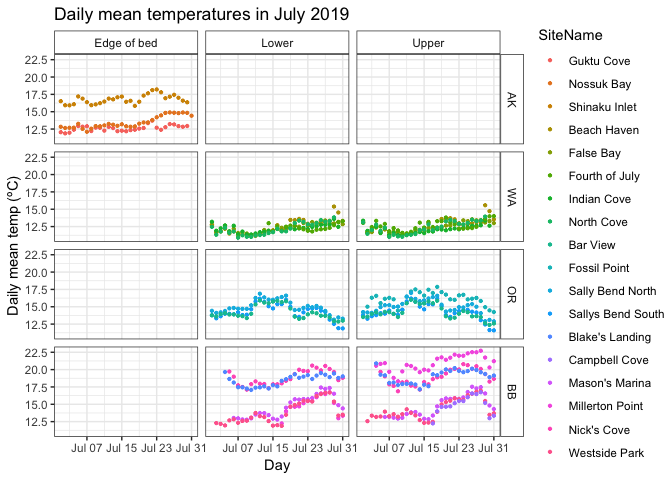 Daily mean temperatures in July 2019
Edge of bed
Lower
Upper
22.5
20.0
17.5
15.0
12.5
AK
22.5
20.0
17.5
15.0
12.5
WA
22.5
20.0
17.5
15.0
12.5
OR
22.5
20.0
17.5
15.0
12.5
BB
Jul 07 Jul 15 Jul 23 Jul 31
Jul 07 Jul 15 Jul 23 Jul 31
Jul 07 Jul 15 Jul 23 Jul 31
Day
Daily mean temp (ºC)
SiteName
Guktu Cove
Nossuk Bay
Shinaku Inlet
Beach Haven
False Bay
Fourth of July
Indian Cove
North Cove
Bar View
Fossil Point
Sally Bend North
Sallys Bend South
Blake's Landing
Campbell Cove
Mason's Marina
Millerton Point
Nick's Cove
Westside Park